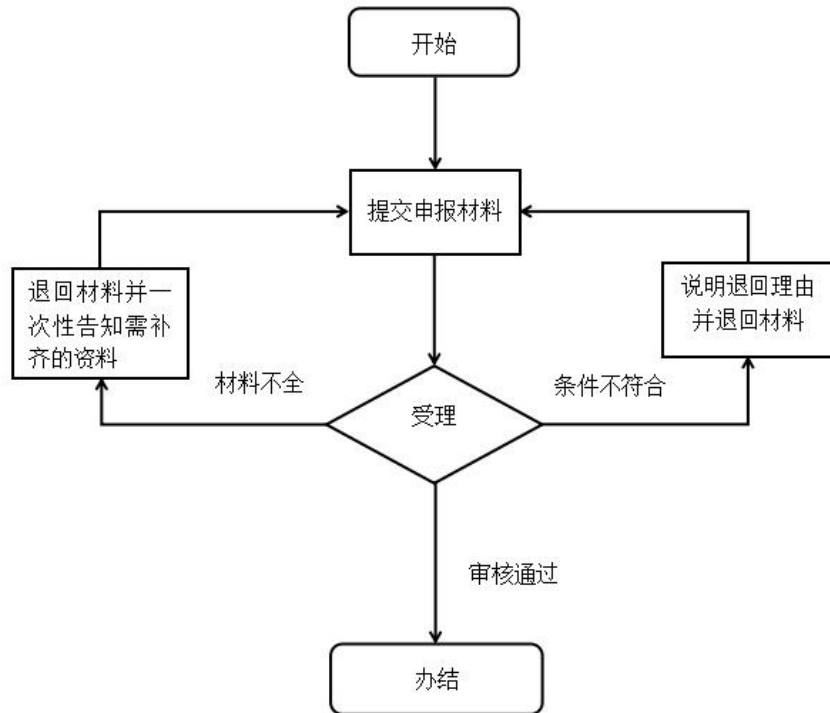 开始
提交申报材料
退回材料并一
次性告知需补
齐的资料
说明退回理由
并退回材料
材料不全
条件不符合
受理
审核通过
办结